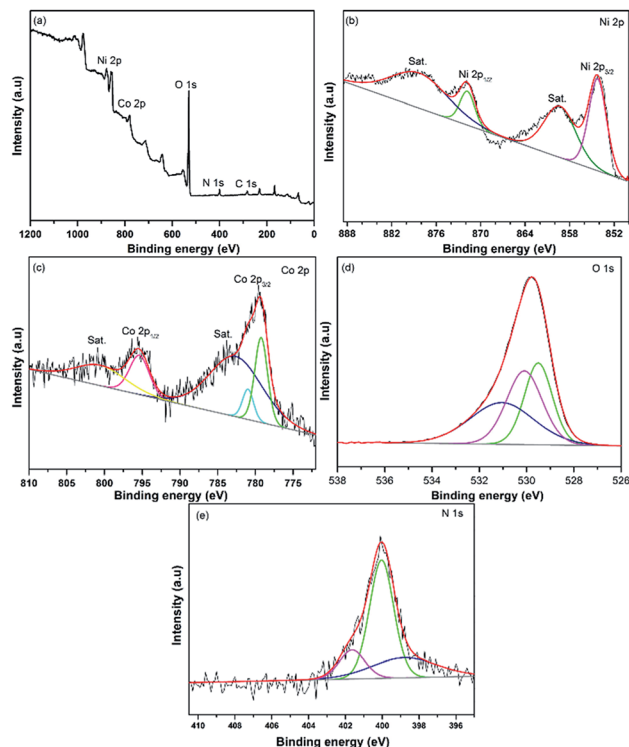 (a)
Ni 2p
Co 2p
O 1s
N 1s
C 1s
Intensity (a.u)
1200 1000 800 600 400 200 0
Binding energy (eV)
(b)
Ni 2p
Sat.
Ni 2p1/2
Sat.
Ni 2p3/2
Intensity (a.u)
888 882 876 870 864 858 852
Binding energy (eV)
(c)
Co 2p
Sat.
Co 2p1/2
Sat.
Co 2p3/2
Intensity (a.u)
810 805 800 795 790 785 780 775
Binding energy (eV)
(d)
O 1s
Intensity (a.u)
538 536 534 532 530 528 526
Binding energy (eV)
(e)
N 1s
Intensity (a.u)
410 408 406 404 402 400 398 396
Binding energy (eV)